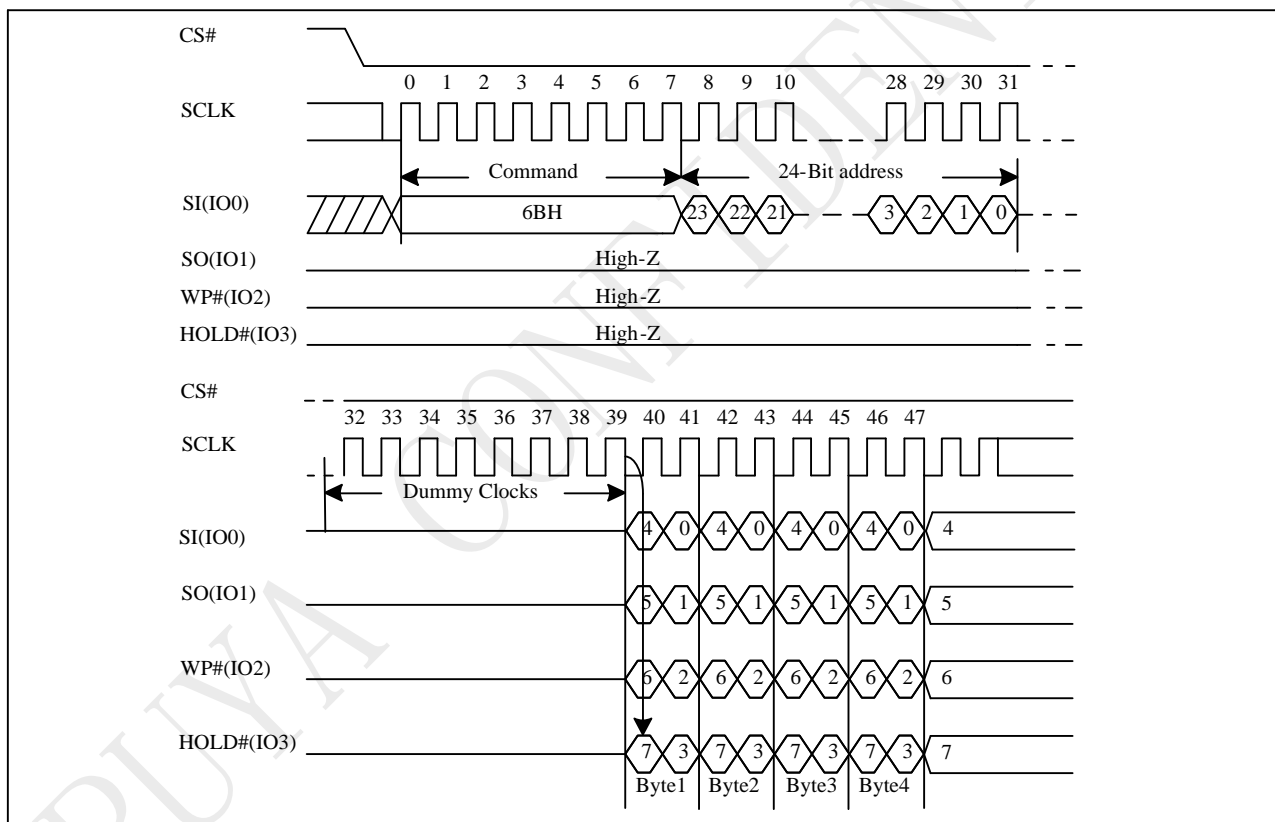 CS#
0 1 2 3 4 5 6 7 8 9 10 28 29 30 31
SCLK
Command 24-Bit address
SI(IO0) 6BH 23 22 21 3 2 1 0
SO(IO1) High-Z
WP#(IO2) High-Z
HOLD#(IO3) High-Z
CS#
32 33 34 35 36 37 38 39 40 41 42 43 44 45 46 47
SCLK
Dummy Clocks
SI(IO0) 4 0 4 0 4 0 4 0 4
SO(IO1) 5 1 5 1 5 1 5 1 5
WP#(IO2) 6 2 6 2 6 2 6 2 6
HOLD#(IO3) 7 3 7 3 7 3 7 3 7
Byte1 Byte2 Byte3 Byte4
PUYA CONFIDEN